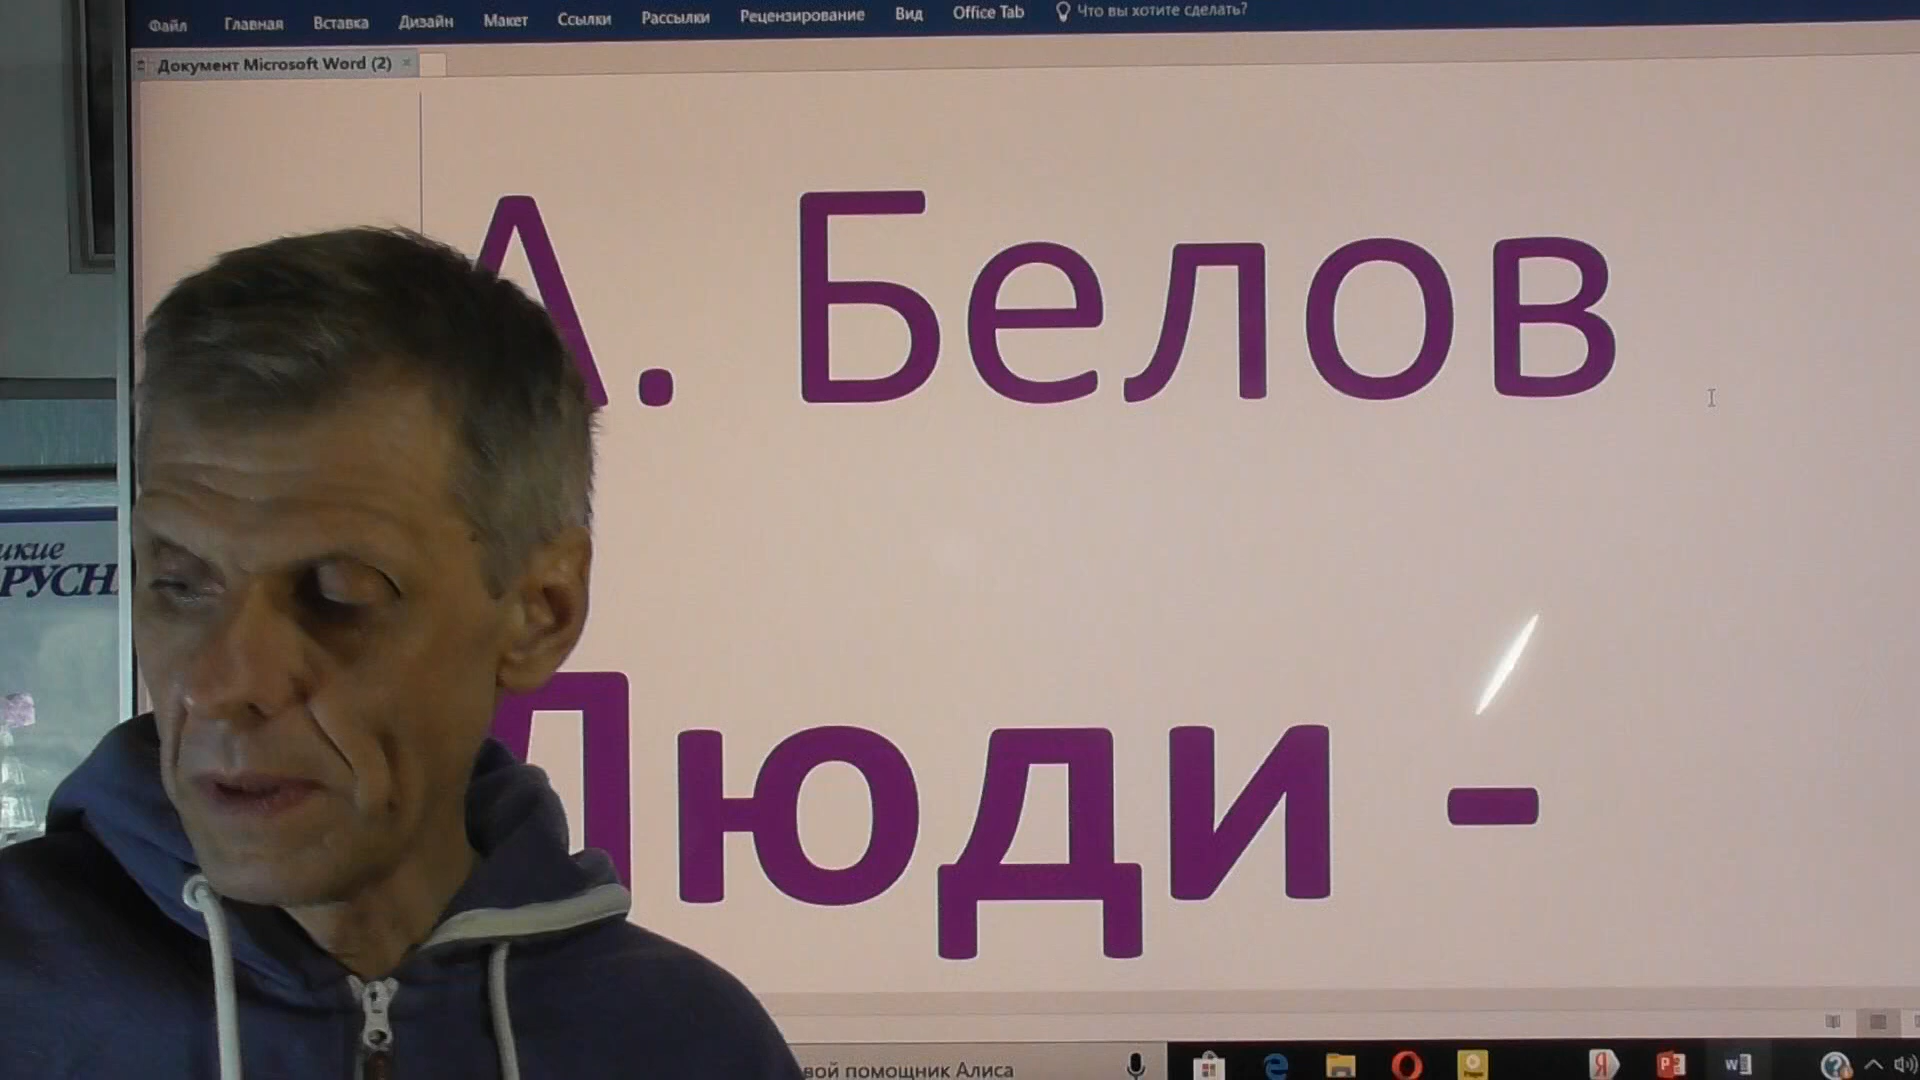 Файл Главная Вставка Дизайн Макет Ссылки Рассылки Рецензирование Вид Office Tab Что вы хотите сделать?
Документ Microsoft Word (2)
А. Белов
Люди -
икие
РУСН
вой помощник Алиса